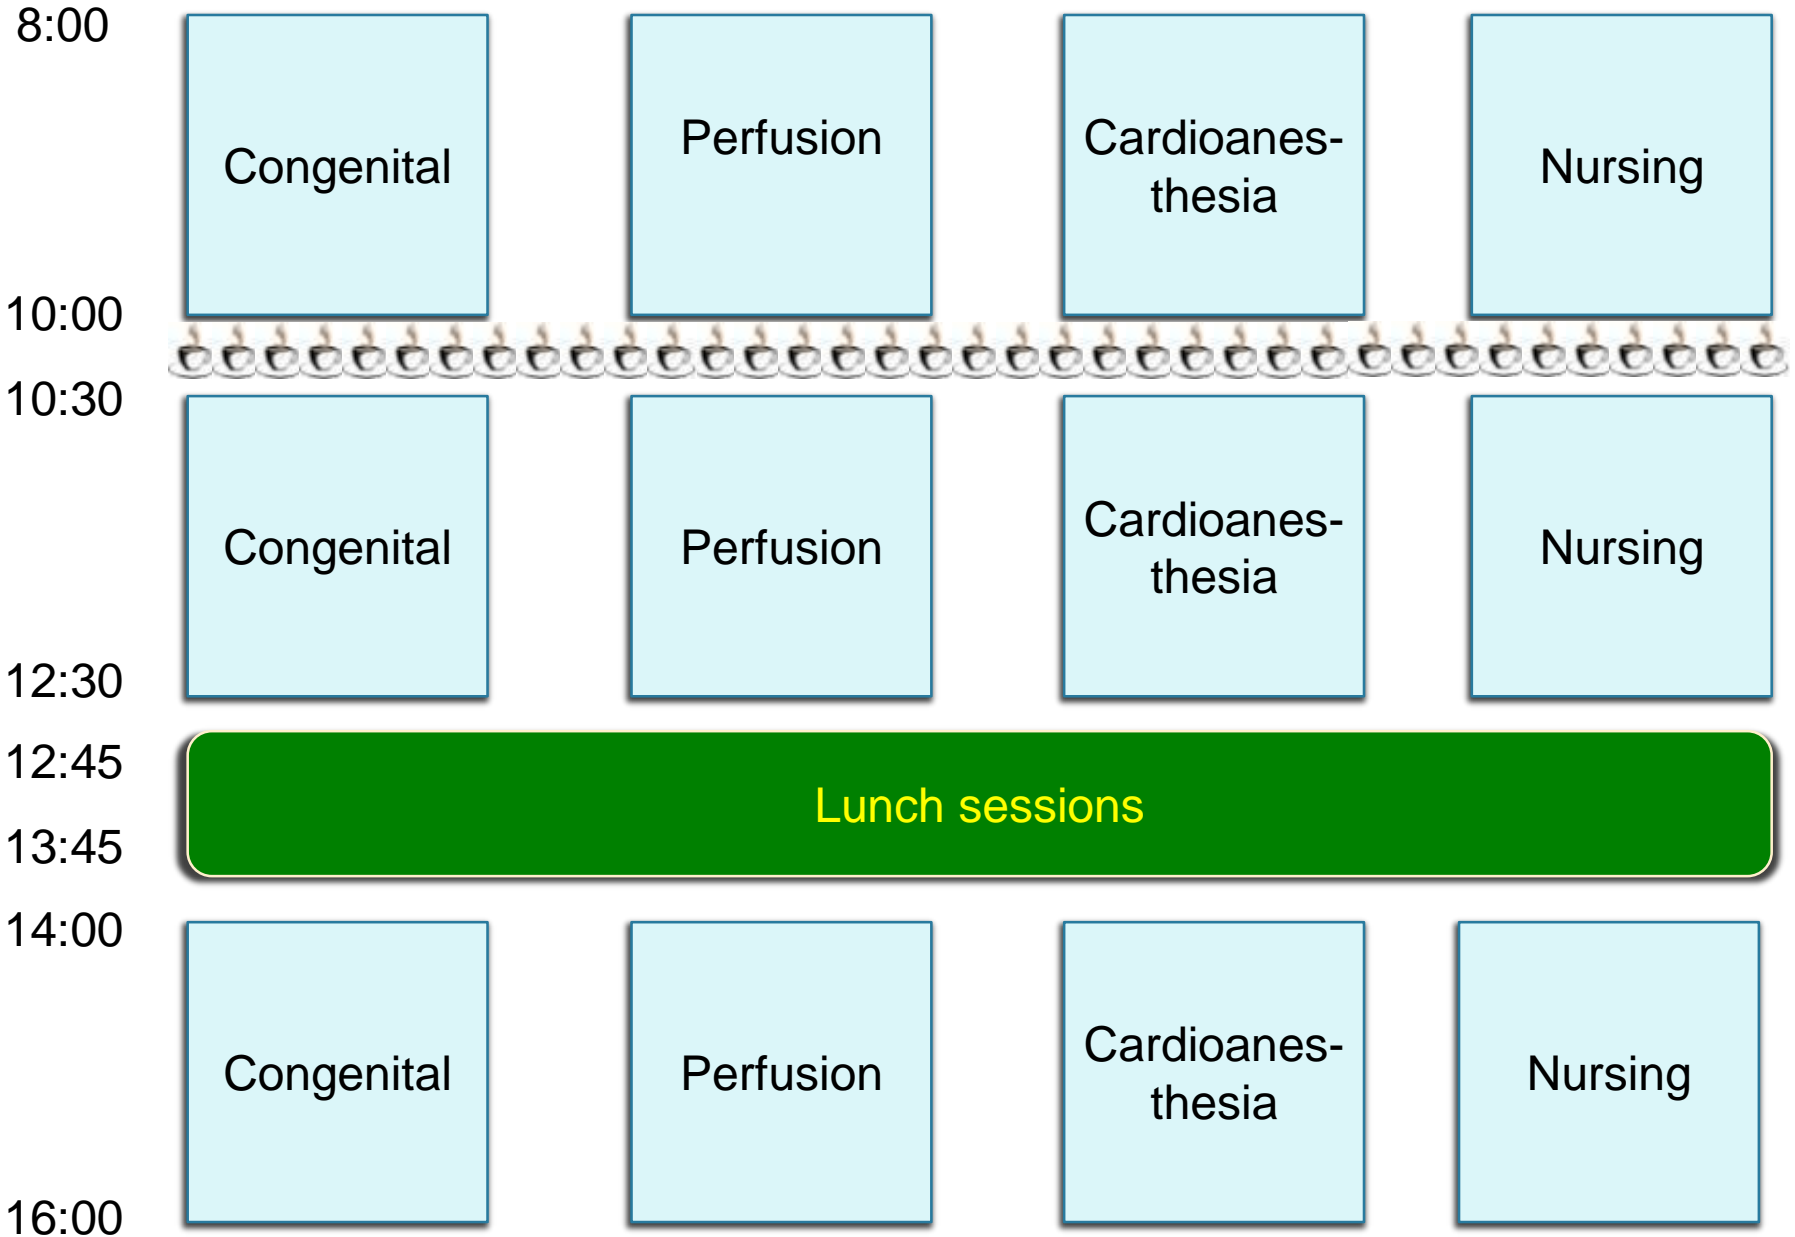 8:00
Congenital
Perfusion
Cardioanes-
thesia
Nursing
10:00
10:30
Congenital
Perfusion
Cardioanes-
thesia
Nursing
12:30
12:45
Lunch sessions
13:45
14:00
Congenital
Perfusion
Cardioanes-
thesia
Nursing
16:00